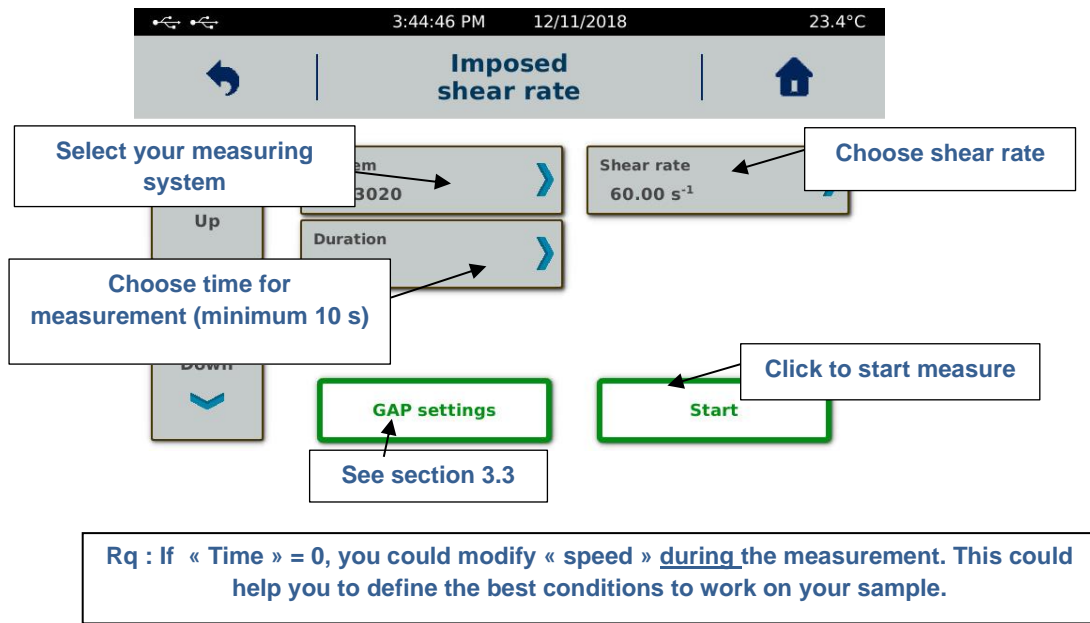 3:44:46 PM 12/11/2018 23.4°C
Imposed
shear rate
Select your measuring
system
3020
Shear rate
60.00 s⁻¹
Choose shear rate
Up
Duration
Choose time for
measurement (minimum 10 s)
Down
Click to start measure
GAP settings
Start
See section 3.3
Rq : If « Time » = 0, you could modify « speed » during the measurement. This could
help you to define the best conditions to work on your sample.